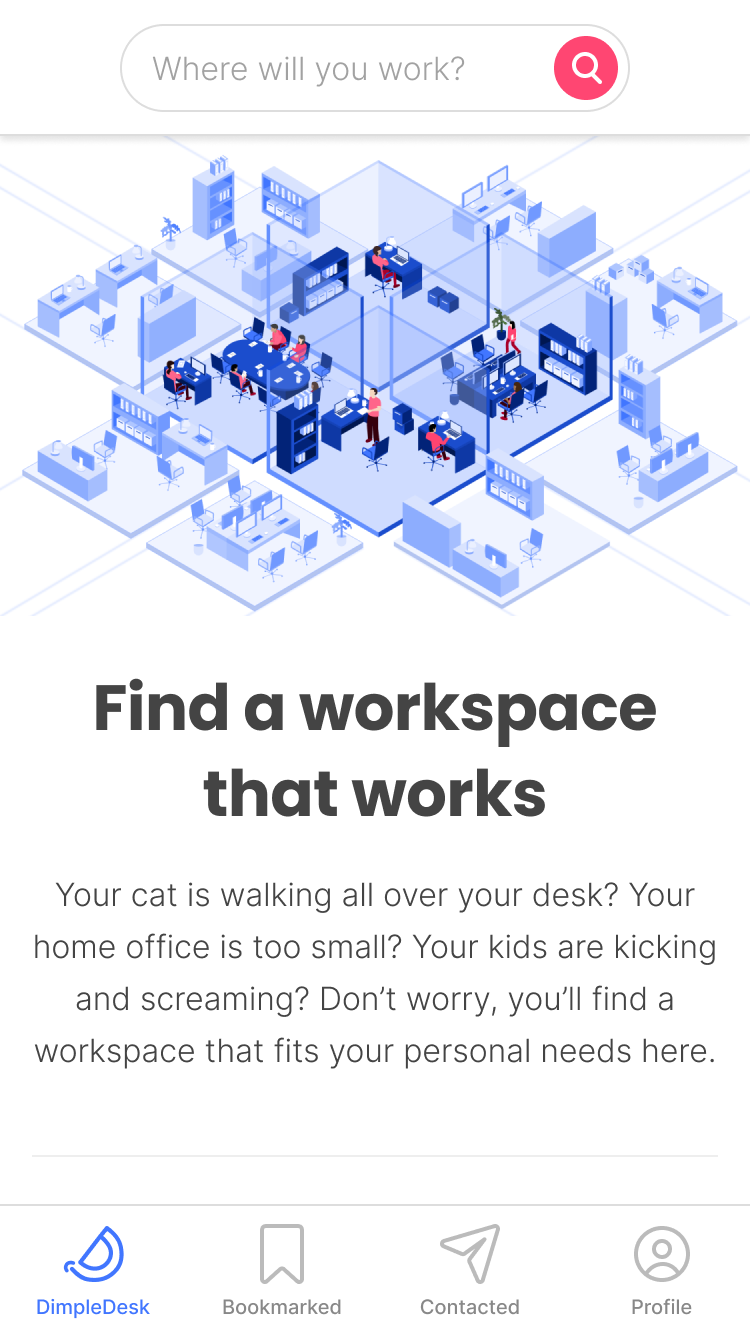 Where will you work?
Find a workspace
that works
Your cat is walking all over your desk? Your
home office is too small? Your kids are kicking
and screaming? Don’t worry, you’ll find a
workspace that fits your personal needs here.
DimpleDesk
Bookmarked
Contacted
Profile